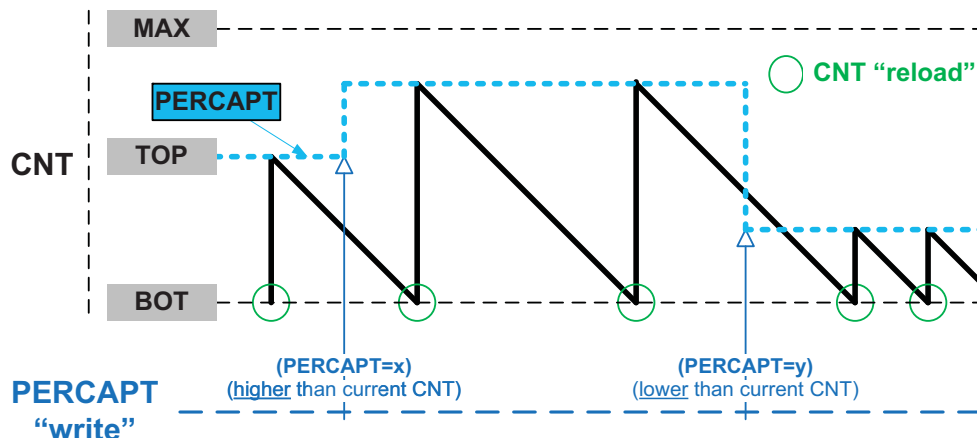 MAX
CNT “reload”
PERCAPT
CNT
TOP
BOT
(PERCAPT=x)
(higher than current CNT)
(PERCAPT=y)
(lower than current CNT)
PERCAPT
“write”